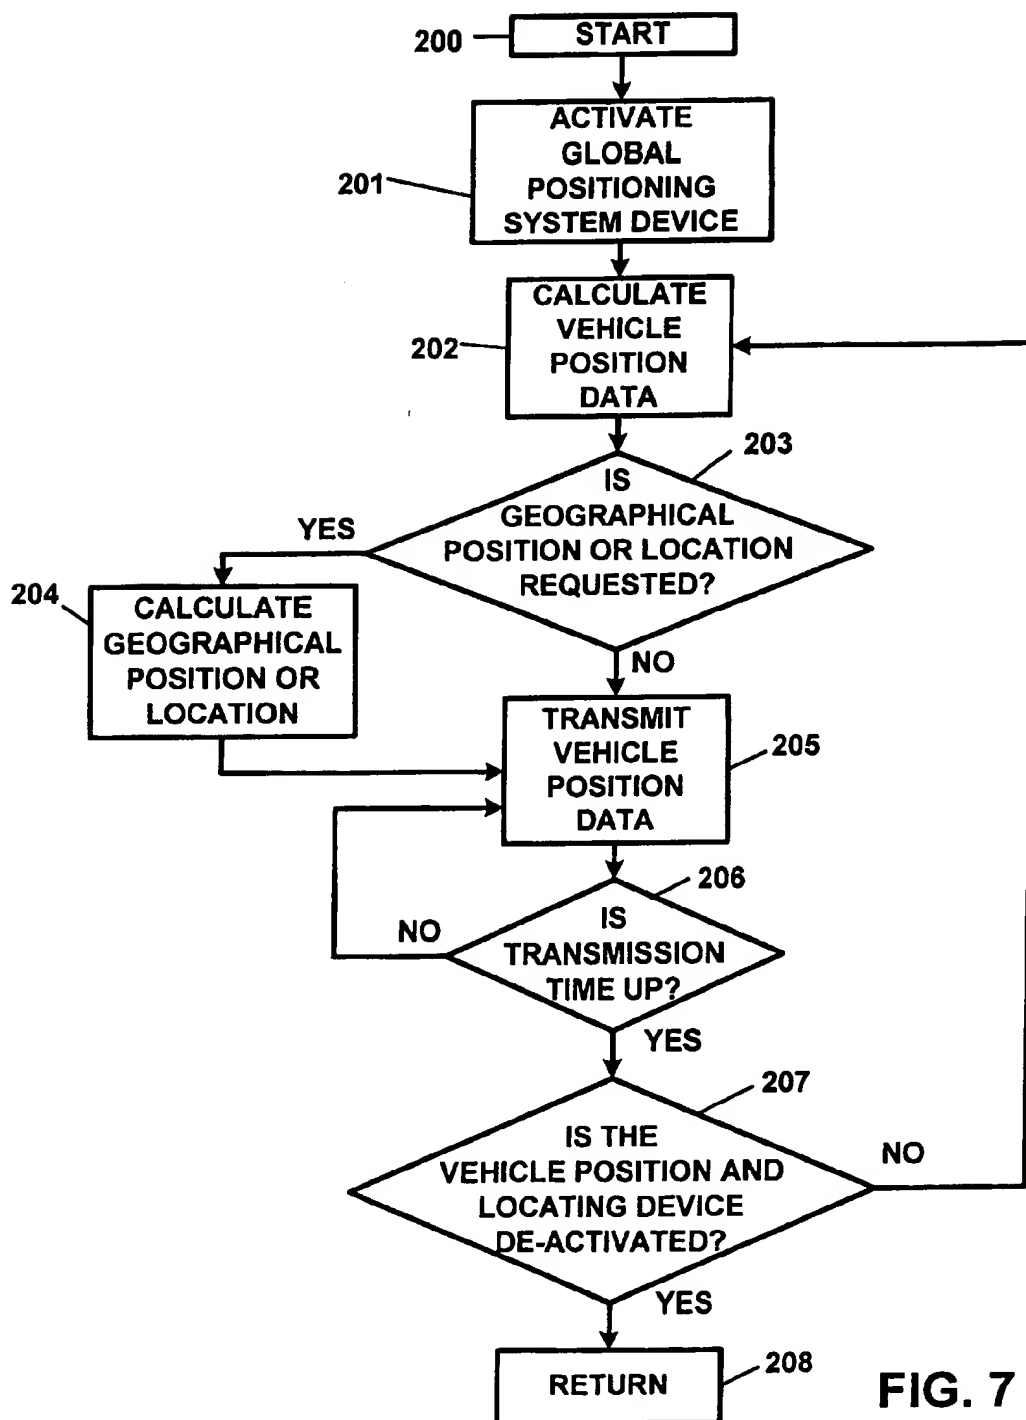 200
START
ACTIVATE
GLOBAL
POSITIONING
SYSTEM DEVICE
201
CALCULATE
VEHICLE
POSITION
DATA
202
203
IS
GEOGRAPHICAL
POSITION OR LOCATION
REQUESTED?
YES
204
CALCULATE
GEOGRAPHICAL
POSITION OR
LOCATION
NO
TRANSMIT
VEHICLE
POSITION
DATA
205
206
IS
TRANSMISSION
TIME UP?
NO
YES
207
IS THE
VEHICLE POSITION AND
LOCATING DEVICE
DE-ACTIVATED?
NO
YES
RETURN
208
FIG. 7